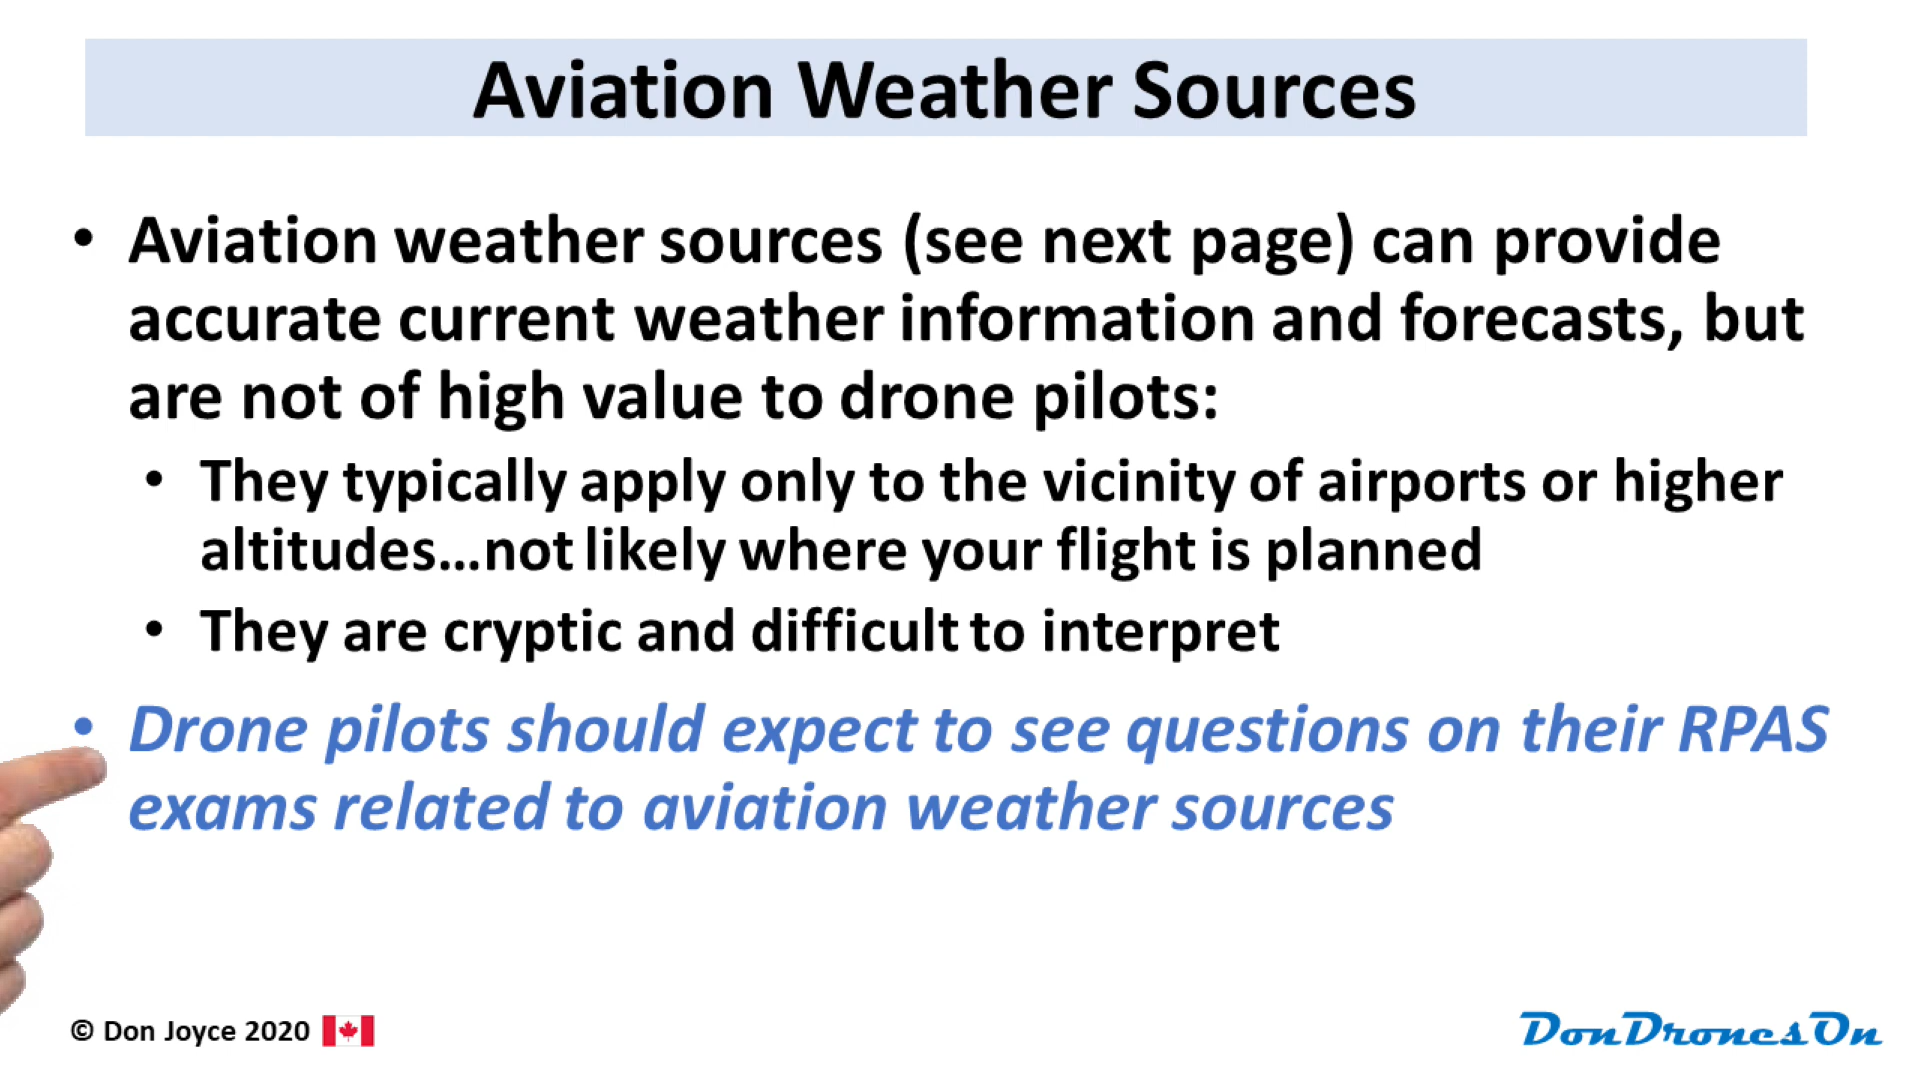 Aviation Weather Sources
• Aviation weather sources (see next page) can provide
accurate current weather information and forecasts, but
are not of high value to drone pilots:
• They typically apply only to the vicinity of airports or higher
altitudes...not likely where your flight is planned
• They are cryptic and difficult to interpret
• Drone pilots should expect to see questions on their RPAS
exams related to aviation weather sources
© Don Joyce 2020
DonDronesOn